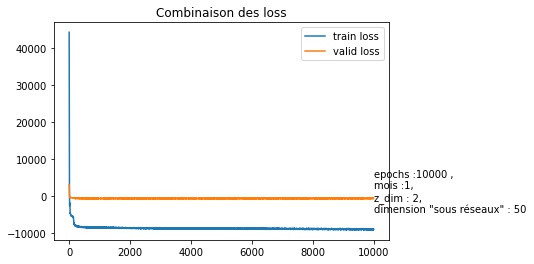 Combinaison des loss
train loss
valid loss
40000
30000
20000
10000
0
−10000
0
2000
4000
6000
8000
10000
epochs :10000 ,
mois :1,
z_dim : 2,
dimension "sous réseaux" : 50